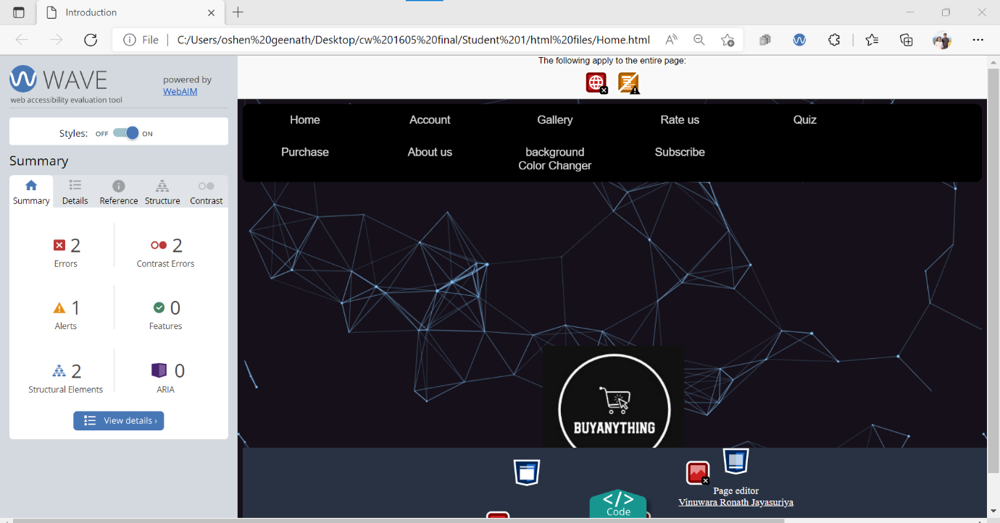 Introduction
File
C:/Users/oshen%20geenath/Desktop/cw%201605%20final/Student%201/html%20files/Home.html
WAVE
web accessibility evaluation tool
powered by
WebAIM
Styles: OFF ON
Summary
Summary Details Reference Structure Contrast
2
Errors
2
Contrast Errors
1
Alerts
0
Features
2
Structural Elements
0
ARIA
View details ›
The following apply to the entire page:
Home Account Gallery Rate us Quiz
Purchase About us background
Color Changer
Subscribe
BUYANYTHING
Page editor
Vinuwara Ronath Jayasuriya
</>
Code